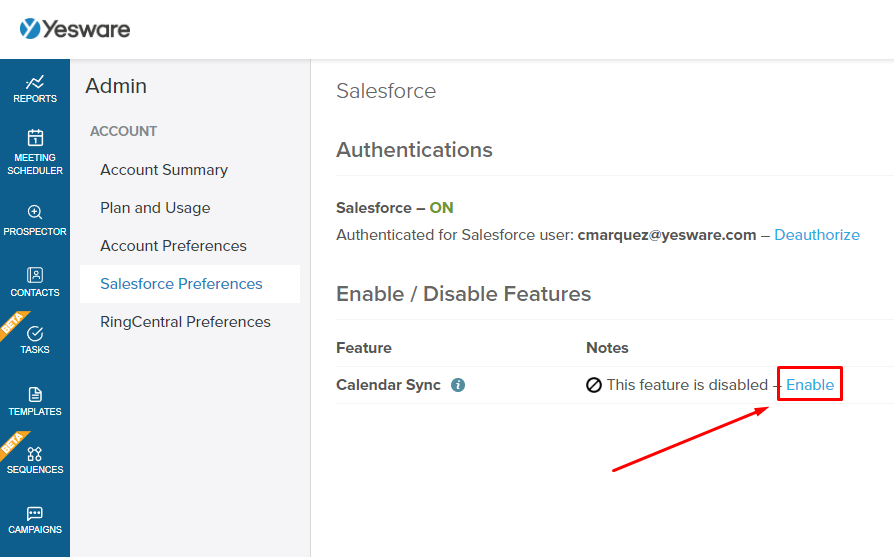 Yesware
REPORTS
1
MEETING
SCHEDULER
PROSPECTOR
CONTACTS
BETA
TASKS
TEMPLATES
BETA
SEQUENCES
CAMPAIGNS
Admin
ACCOUNT
Account Summary
Plan and Usage
Account Preferences
Salesforce Preferences
RingCentral Preferences
Salesforce
Authentications
Salesforce – ON
Authenticated for Salesforce user: cmarquez@yesware.com – Deauthorize
Enable / Disable Features
Feature Notes
Calendar Sync i This feature is disabled – Enable